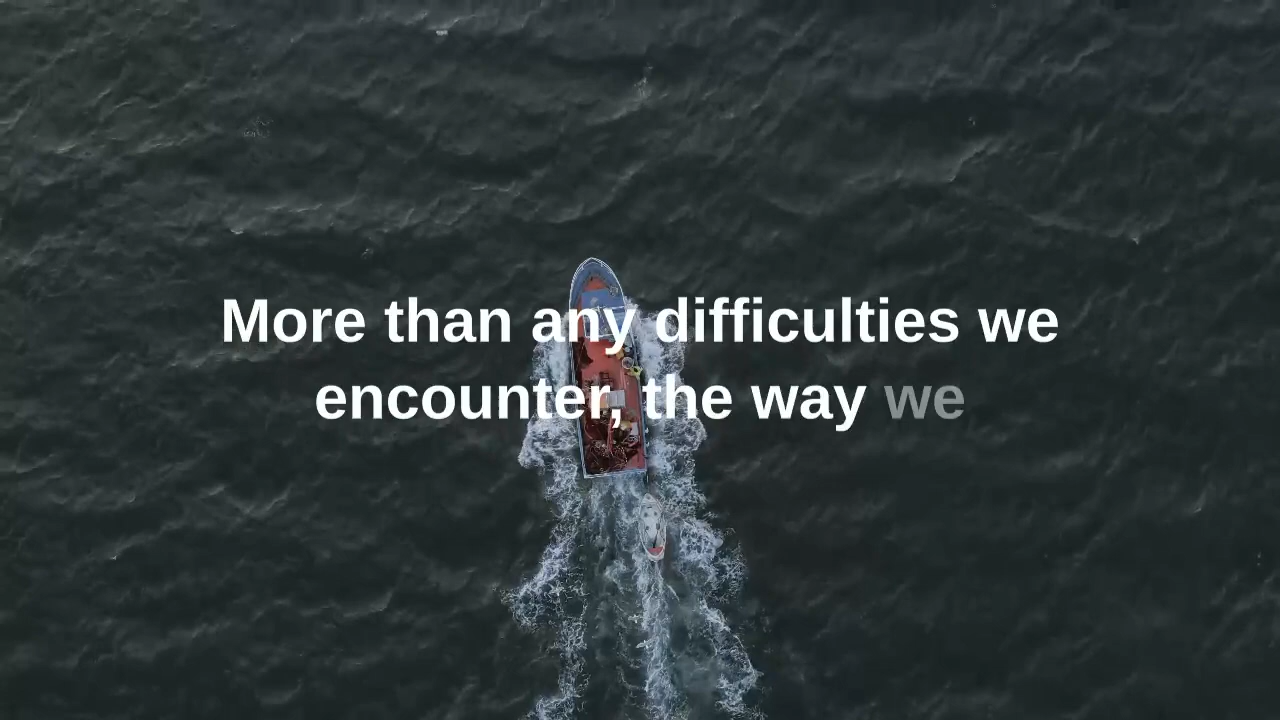 More than any difficulties we
encounter, the way we